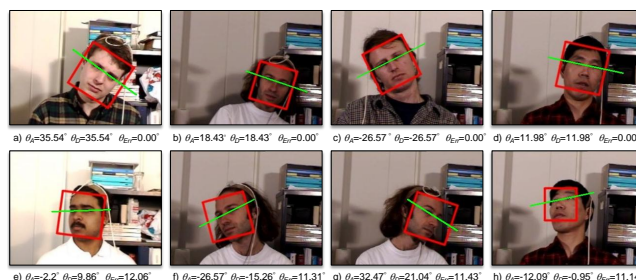 a) θA=35.54° θD=35.54° θErr=0.00°
b) θA=18.43° θD=18.43° θErr=0.00°
c) θA=-26.57° θD=-26.57° θErr=0.00°
d) θA=11.98° θD=11.98° θErr=0.00
e) θA=-2.2° θD=9.86° θErr=12.06°
f) θA=-26.57° θD=-15.26° θErr=11.31°
g) θA=32.47° θD=21.04° θErr=11.43°
h) θA=-12.09° θD=-0.95° θErr=11.14